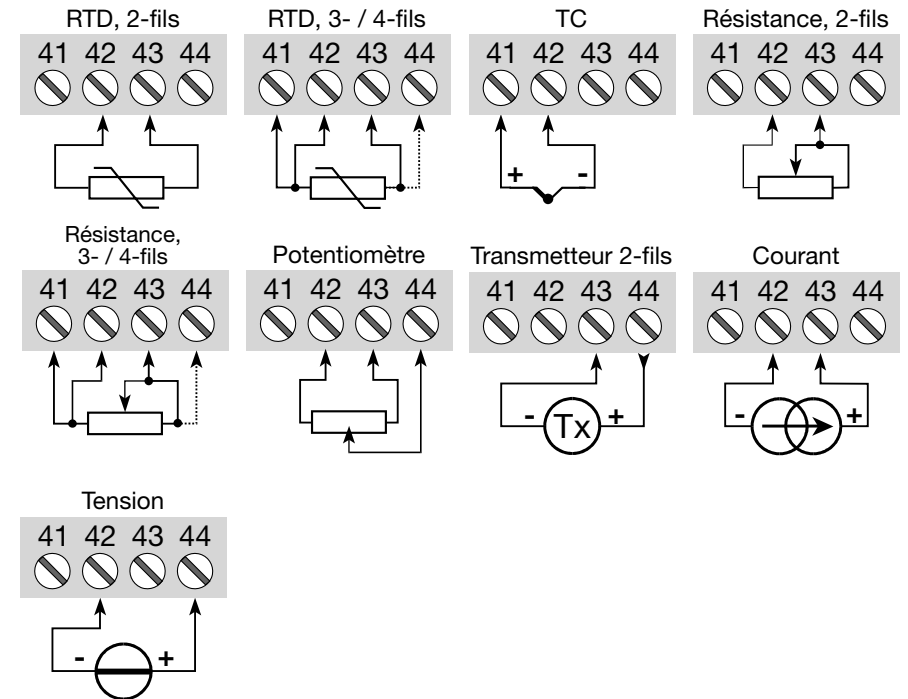 RTD, 2-fils
41 42 43 44
RTD, 3- / 4-fils
41 42 43 44
TC
41 42 43 44
+ -
Résistance, 2-fils
41 42 43 44
Résistance,
3- / 4-fils
41 42 43 44
Potentiomètre
41 42 43 44
Transmetteur 2-fils
41 42 43 44
- Tx +
Courant
41 42 43 44
- +
Tension
41 42 43 44
- +